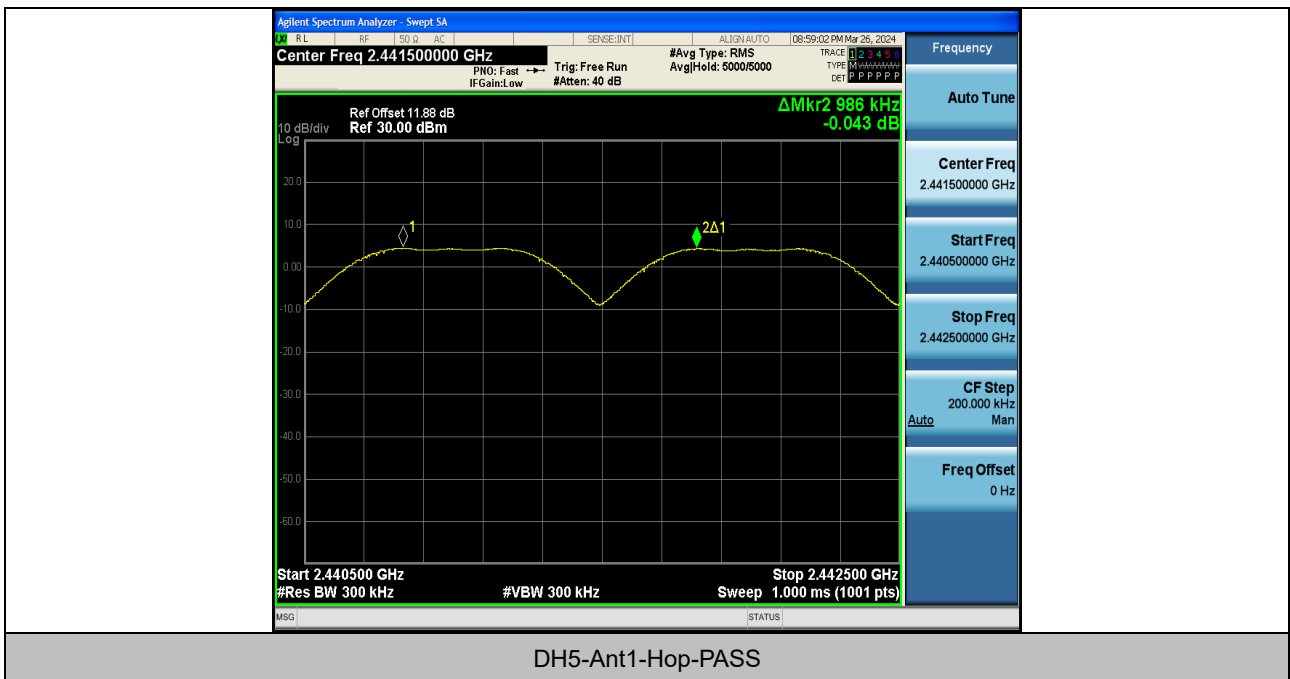 Agilent Spectrum Analyzer - Swept SA
LXI RL RF 50 Ω AC SENSE:INT ALIGN AUTO 08:59:02 PM Mar 26, 2024
Center Freq 2.441500000 GHz
PNO: Fast
IFGain:Low
Trig: Free Run
#Atten: 40 dB
#Avg Type: RMS
Avg|Hold: 5000/5000
TRACE 1 2 3 4 5 6
TYPE M
DET P P P P P P
ΔMkr2 986 kHz
-0.043 dB
Ref Offset 11.88 dB
10 dB/div Ref 30.00 dBm
Log
20.0
10.0
0.00
-10.0
-20.0
-30.0
-40.0
-50.0
-60.0
1
2Δ1
Start 2.440500 GHz Stop 2.442500 GHz
#Res BW 300 kHz #VBW 300 kHz Sweep 1.000 ms (1001 pts)
MSG STATUS
Frequency
Auto Tune
Center Freq
2.441500000 GHz
Start Freq
2.440500000 GHz
Stop Freq
2.442500000 GHz
CF Step
200.000 kHz
Auto Man
Freq Offset
0 Hz
DH5-Ant1-Hop-PASS